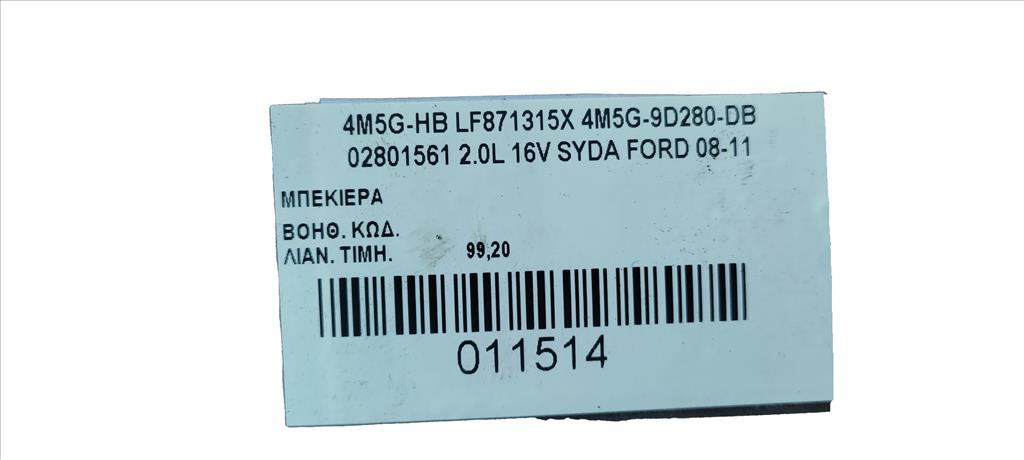 4M5G-HB LF871315X 4M5G-9D280-DB
02801561 2.0L 16V SYDA FORD 08-11
ΜΠΕΚΙΕΡΑ
ΒΟΗΘ. ΚΩΔ.
ΛΙΑΝ. ΤΙΜΗ. 99,20
011514